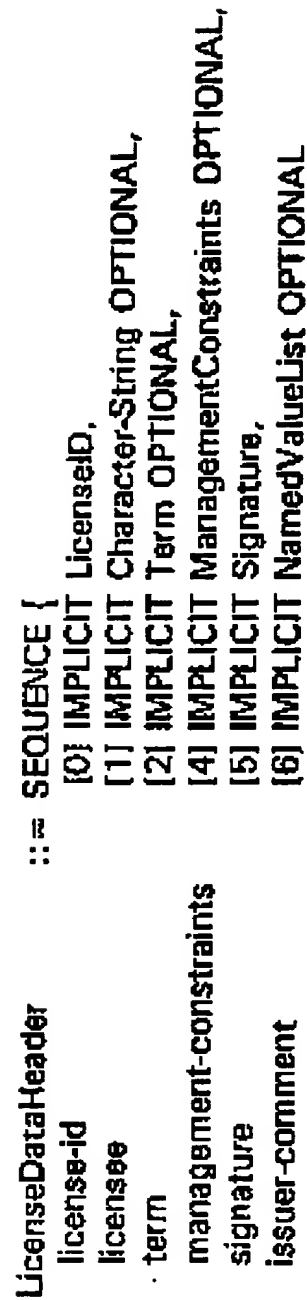 LicenseDataHeader ::= SEQUENCE {
license-id [0] IMPLICIT LicenseID,
licensee [1] IMPLICIT Character-String OPTIONAL,
term [2] IMPLICIT Term OPTIONAL,
management-constraints [4] IMPLICIT ManagementConstraints OPTIONAL,
signature [5] IMPLICIT Signature,
issuer-comment [6] IMPLICIT NamedValueList OPTIONAL